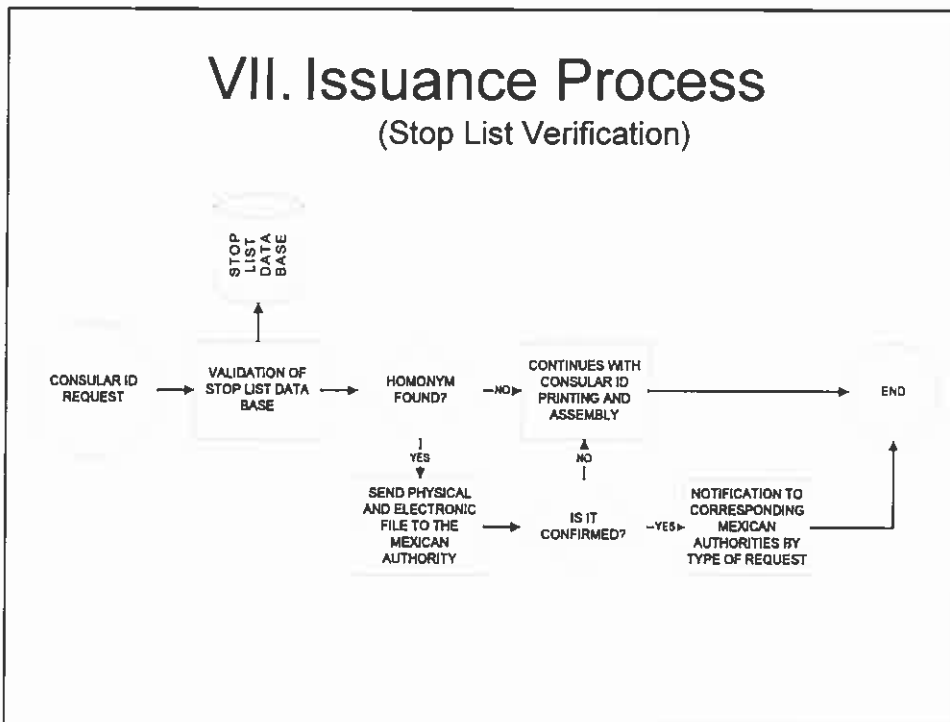 VII. Issuance Process
(Stop List Verification)
STOP
LIST
DATA
BASE
CONSULAR ID
REQUEST
VALIDATION OF
STOP LIST DATA
BASE
HOMONYM
FOUND?
NO
CONTINUES WITH
CONSULAR ID
PRINTING AND
ASSEMBLY
END
YES
NO
SEND PHYSICAL
AND ELECTRONIC
FILE TO THE
MEXICAN
AUTHORITY
IS IT
CONFIRMED?
YES
NOTIFICATION TO
CORRESPONDING
MEXICAN
AUTHORITIES BY
TYPE OF REQUEST